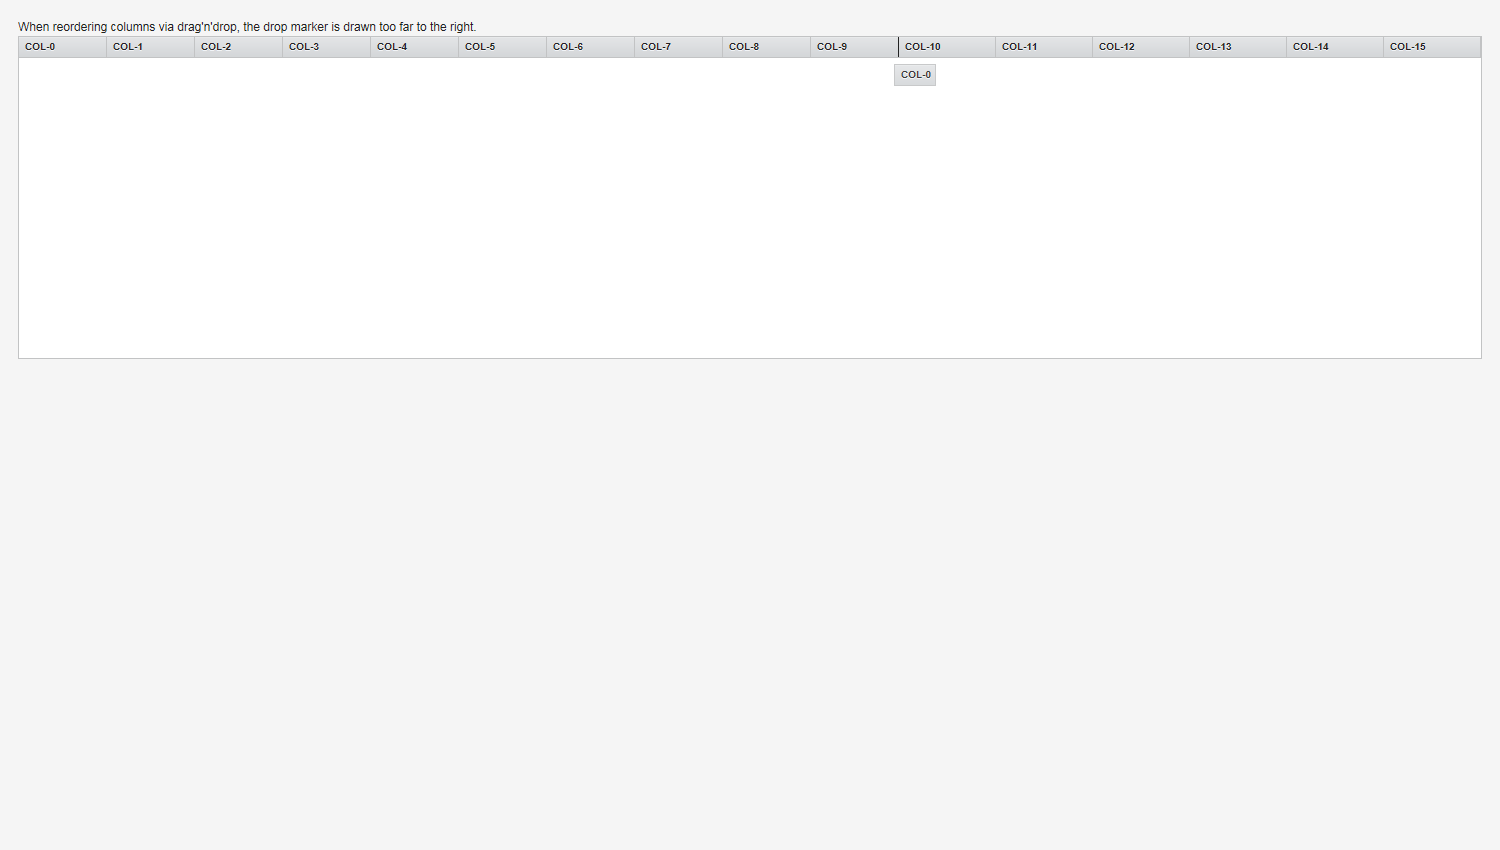 When reordering columns via drag'n'drop, the drop marker is drawn too far to the right.
COL-0 COL-1 COL-2 COL-3 COL-4 COL-5 COL-6 COL-7 COL-8 COL-9 COL-10 COL-11 COL-12 COL-13 COL-14 COL-15
COL-0